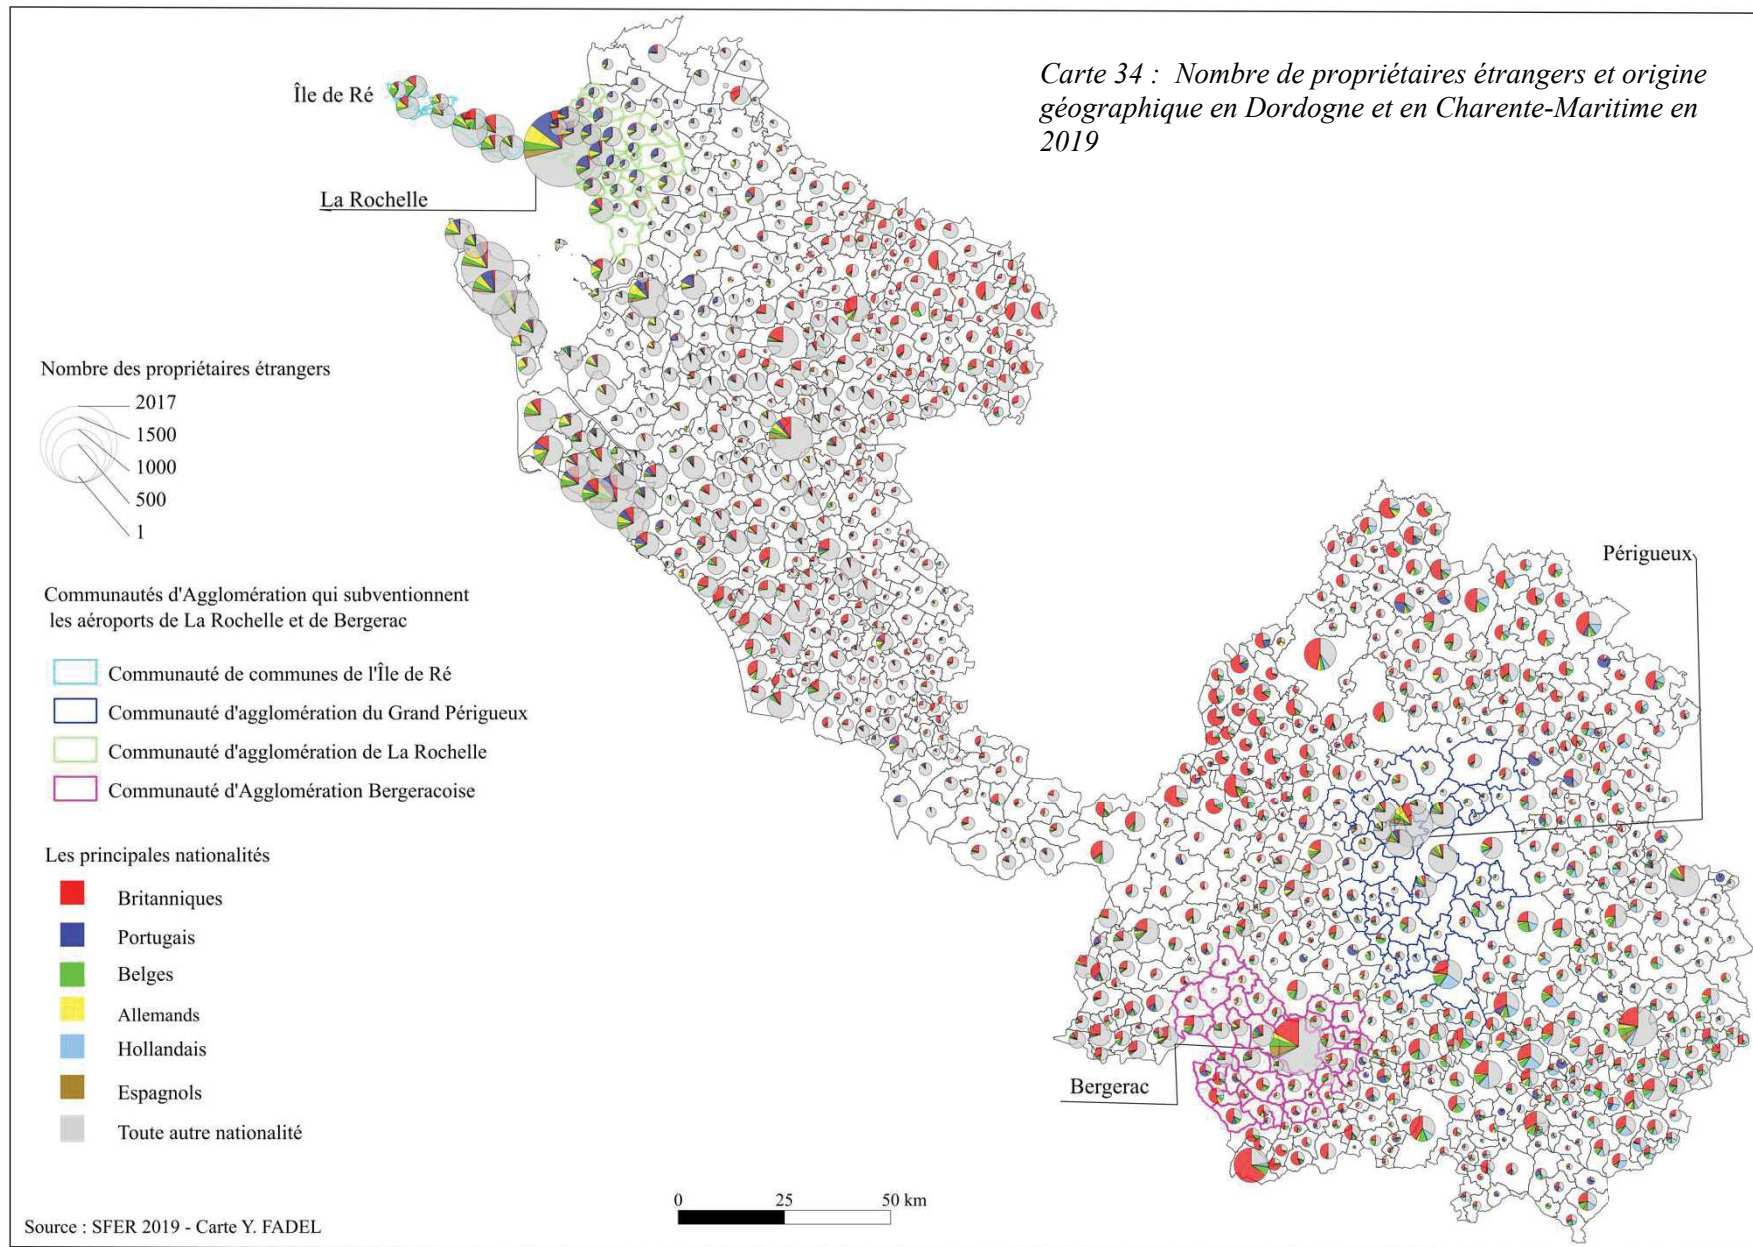 Carte 34 : Nombre de propriétaires étrangers et origine
géographique en Dordogne et en Charente-Maritime en
2019
Île de Ré
La Rochelle
Nombre des propriétaires étrangers
2017
1500
1000
500
1
Périgueux
Communautés d'Agglomération qui subventionnent
les aéroports de La Rochelle et de Bergerac
Communauté de communes de l'Île de Ré
Communauté d'agglomération du Grand Périgueux
Communauté d'agglomération de La Rochelle
Communauté d'Agglomération Bergeracoise
Les principales nationalités
Britanniques
Portugais
Belges
Allemands
Hollandais
Espagnols
Toute autre nationalité
Bergerac
0 25 50 km
Source : SFER 2019 - Carte Y. FADEL